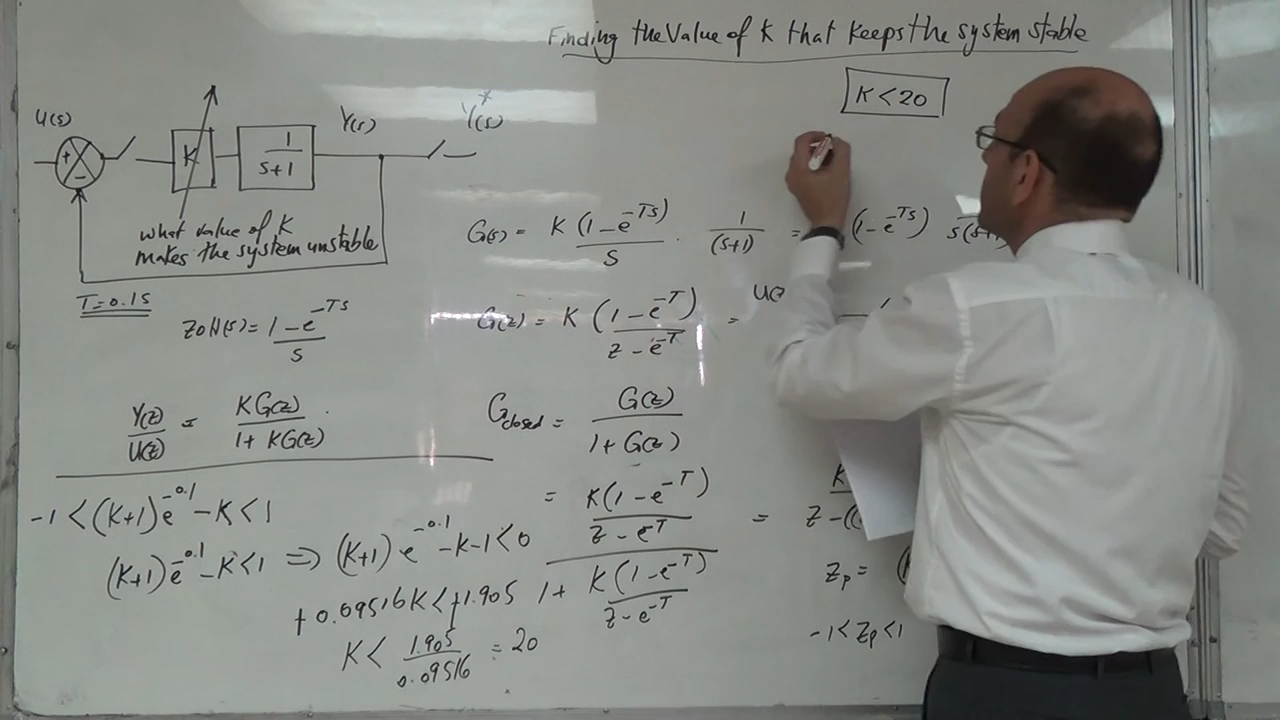 Finding the Value of K that keeps the system stable
K < 20
U(s)
+
−
K
1/(s+1)
Y(s)
Y*(s)
what value of K
makes the system unstable
T=0.1s
ZOH(s) = (1 − e^{−Ts})/s
G(s) = K (1 − e^{−Ts})/s · 1/(s+1) = (1 − e^{−Ts})
G(z) = K ((1 − e^{−T})/(z − e^{−T})) =
Y(z)/U(z) = KG(z)/(1 + KG(z))
G closed = G(z)/(1 + G(z))
= (K(1 − e^{−T})/(z − e^{−T}))/(1 + K(1 − e^{−T})/(z − e^{−T})) =
−1 < (K+1)e^{−0.1} − K < 1
(K+1)e^{−0.1} − K < 1 ⇒ (K+1)e^{−0.1} − K − 1 < 0
+0.09516K < +1.905
K < 1.905/0.09516 = 20
Zp =
−1 < Zp < 1